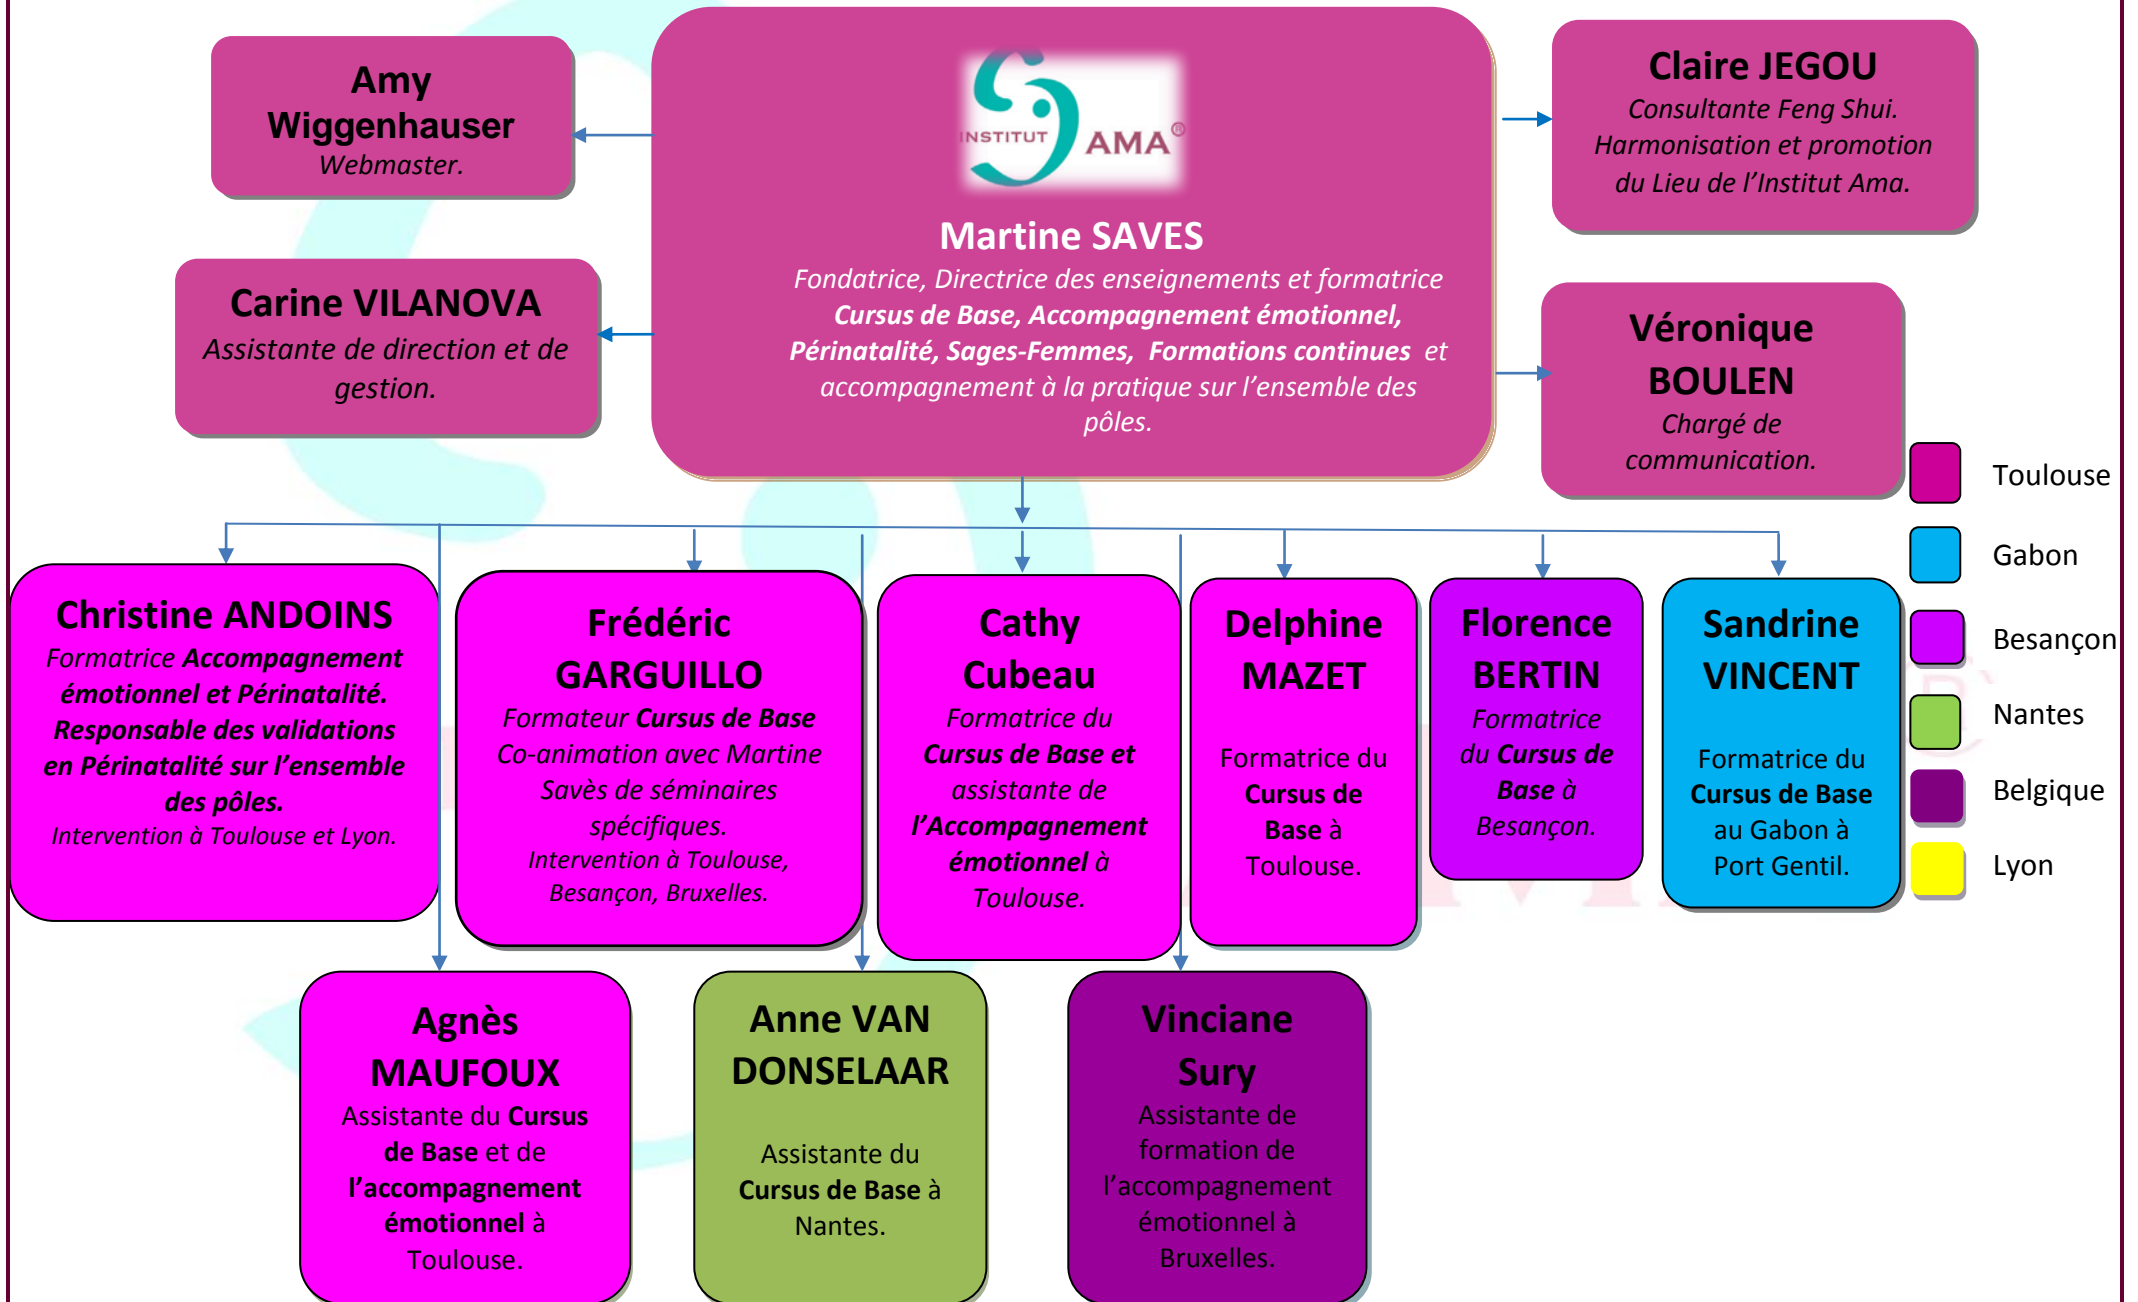 Amy
Wiggenhauser
Webmaster.
INSTITUT
AMA®
Martine SAVES
Fondatrice, Directrice des enseignements et formatrice
Cursus de Base, Accompagnement émotionnel,
Périnatalité, Sages-Femmes, Formations continues et
accompagnement à la pratique sur l’ensemble des
pôles.
Claire JEGOU
Consultante Feng Shui.
Harmonisation et promotion
du Lieu de l’Institut Ama.
Carine VILANOVA
Assistante de direction et de
gestion.
Véronique
BOULEN
Chargé de
communication.
Toulouse
Gabon
Besançon
Nantes
Belgique
Lyon
Christine ANDOINS
Formatrice Accompagnement
émotionnel et Périnatalité.
Responsable des validations
en Périnatalité sur l’ensemble
des pôles.
Intervention à Toulouse et Lyon.
Frédéric
GARGUILLO
Formateur Cursus de Base
Co-animation avec Martine
Savès de séminaires
spécifiques.
Intervention à Toulouse,
Besançon, Bruxelles.
Cathy
Cubeau
Formatrice du
Cursus de Base et
assistante de
l’Accompagnement
émotionnel à
Toulouse.
Delphine
MAZET
Formatrice du
Cursus de
Base à
Toulouse.
Florence
BERTIN
Formatrice
du Cursus de
Base à
Besançon.
Sandrine
VINCENT
Formatrice du
Cursus de Base
au Gabon à
Port Gentil.
Agnès
MAUFOUX
Assistante du Cursus
de Base et de
l’accompagnement
émotionnel à
Toulouse.
Anne VAN
DONSELAAR
Assistante du
Cursus de Base à
Nantes.
Vinciane
Sury
Assistante de
formation de
l’accompagnement
émotionnel à
Bruxelles.